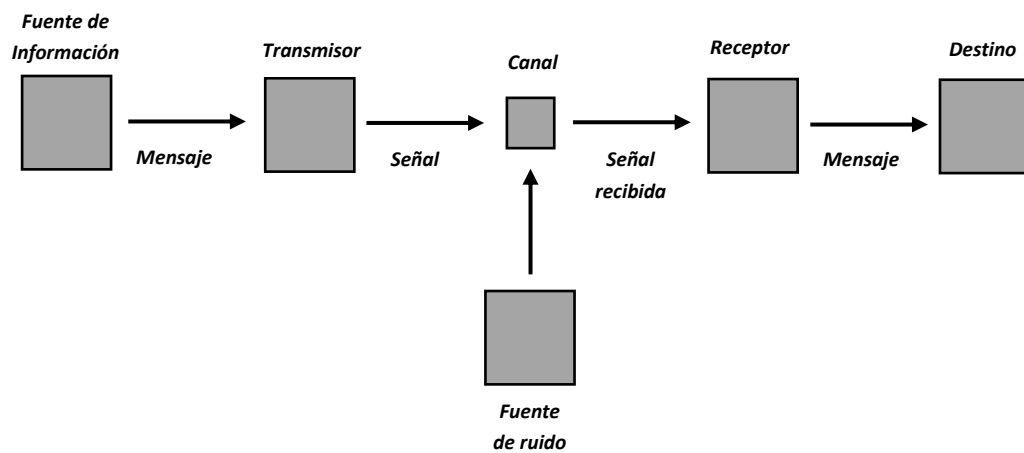 Fuente de
Información
Transmisor
Canal
Receptor
Destino
Mensaje
Señal
Señal
recibida
Mensaje
Fuente
de ruido